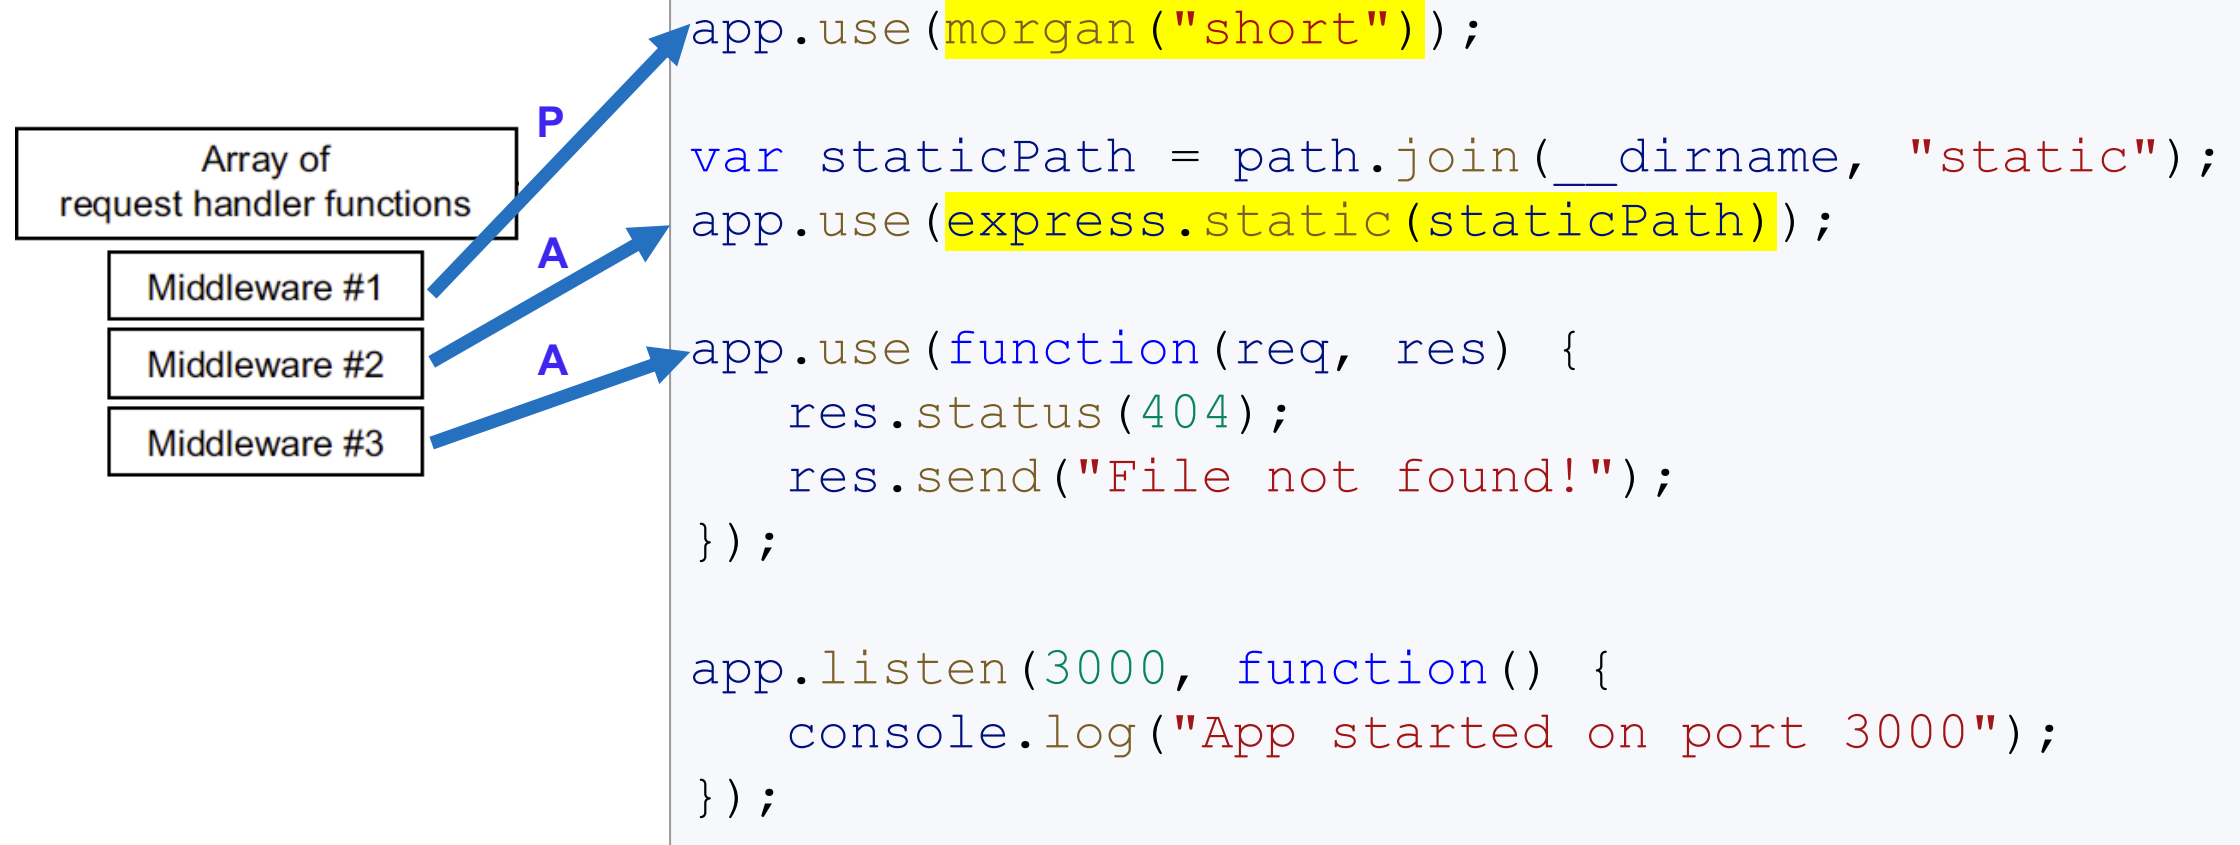 Array of
request handler functions
Middleware #1
Middleware #2
Middleware #3
P
A
A
app.use(morgan("short"));
var staticPath = path.join(__dirname, "static");
app.use(express.static(staticPath));
app.use(function(req, res) {
res.status(404);
res.send("File not found!");
});
app.listen(3000, function() {
console.log("App started on port 3000");
});